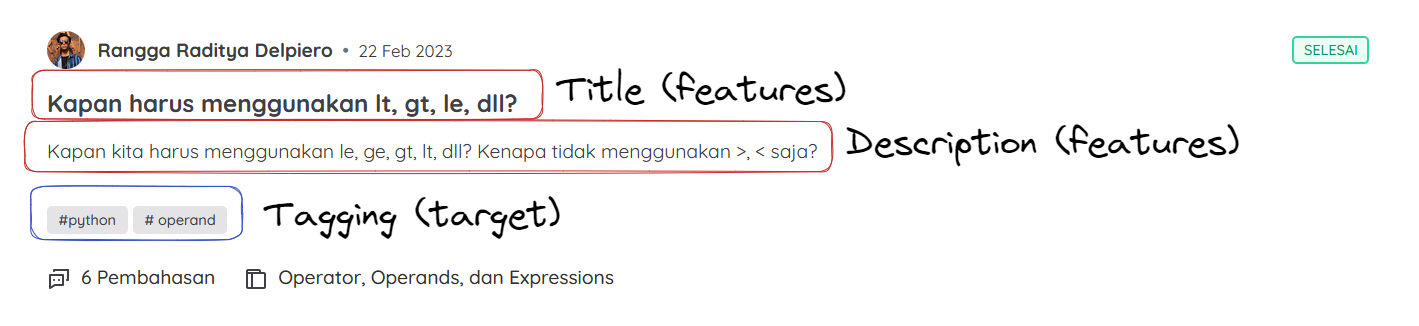 Rangga Raditya Delpiero • 22 Feb 2023
SELESAI
Kapan harus menggunakan lt, gt, le, dll?
Title (features)
Kapan kita harus menggunakan le, ge, gt, lt, dll? Kenapa tidak menggunakan >, < saja?
Description (features)
#python # operand
Tagging (target)
6 Pembahasan
Operator, Operands, dan Expressions